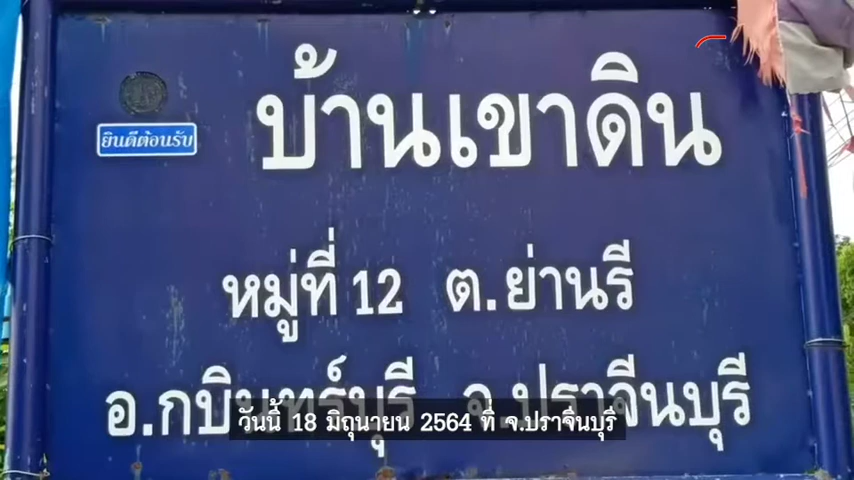 ยินดีต้อนรับ
บ้านเขาดิน
หมู่ที่ 12 ต.ย่านรี
อ.กบินทร์บุรี จ.ปราจีนบุรี
วันนี้ 18 มิถุนายน 2564 ที่ จ.ปราจีนบุรี